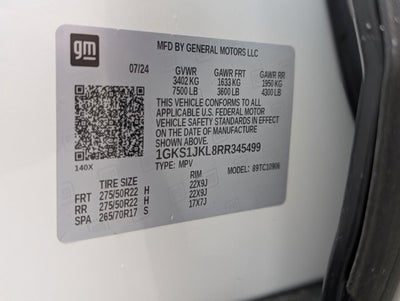 gm
MFD BY GENERAL MOTORS LLC
07/24 GVWR GAWR FRT GAWR RR
3402 KG 1633 KG 1950 KG
7500 LB 3600 LB 4300 LB
THIS VEHICLE CONFORMS TO ALL
APPLICABLE U.S. FEDERAL MOTOR
VEHICLE SAFETY STANDARDS IN EFFECT
ON THE DATE OF MANUFACTURE
SHOWN ABOVE.
1GKS1JKL8RR345499
TYPE: MPV MODEL: 89TC10906
140X
TIRE SIZE RIM
FRT 275/50R22 H 22X9J
RR 275/50R22 H 22X9J
SPA 265/70R17 S 17X7J